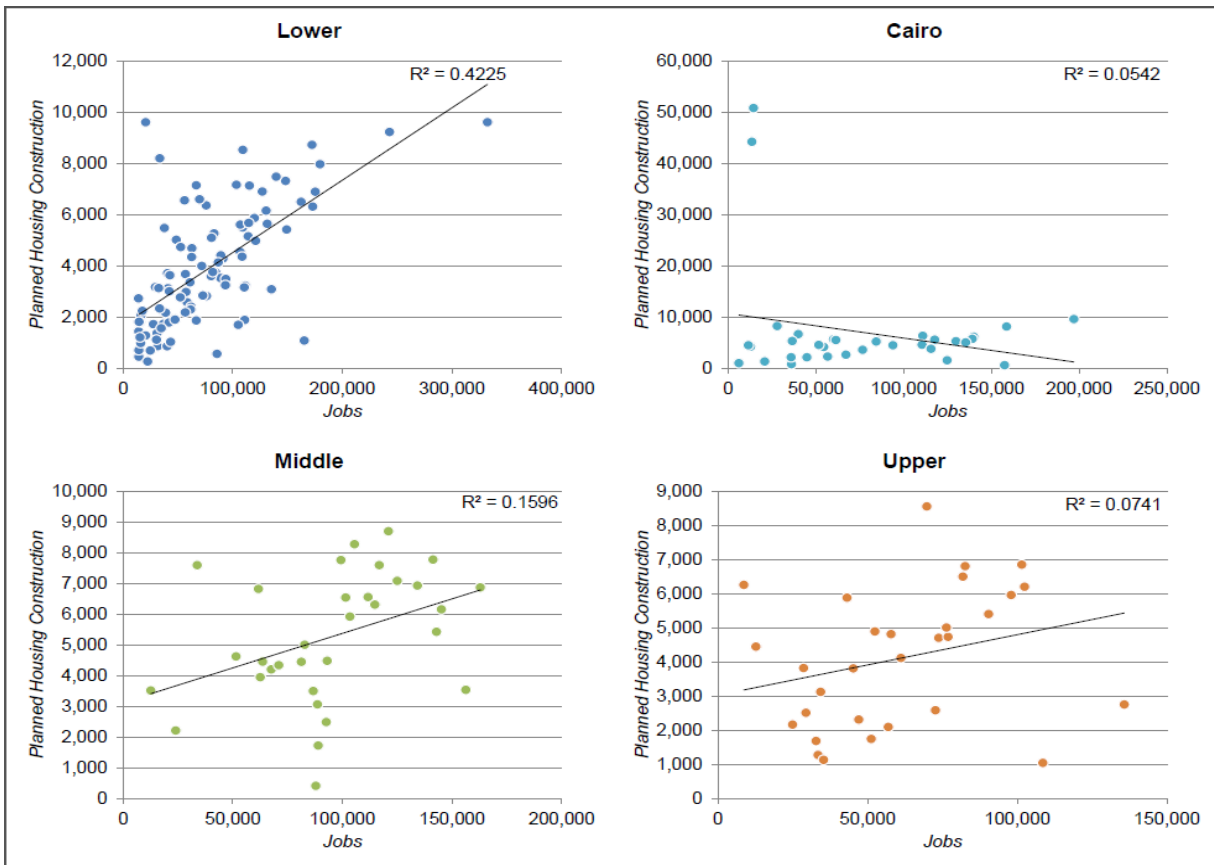 Lower
R² = 0.4225
Planned Housing Construction
12,000
10,000
8,000
6,000
4,000
2,000
0
0 100,000 200,000 300,000 400,000
Jobs
Cairo
R² = 0.0542
Planned Housing Construction
60,000
50,000
40,000
30,000
20,000
10,000
0
0 50,000 100,000 150,000 200,000 250,000
Jobs
Middle
R² = 0.1596
Planned Housing Construction
10,000
9,000
8,000
7,000
6,000
5,000
4,000
3,000
2,000
1,000
0
0 50,000 100,000 150,000 200,000
Jobs
Upper
R² = 0.0741
Planned Housing Construction
9,000
8,000
7,000
6,000
5,000
4,000
3,000
2,000
1,000
0
0 50,000 100,000 150,000
Jobs